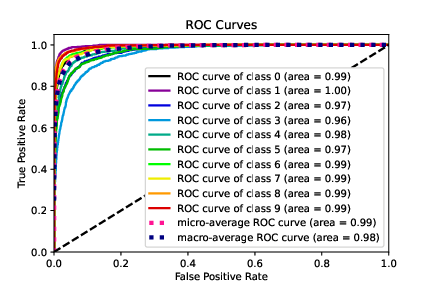 ROC Curves
True Positive Rate
1.0
0.8
0.6
0.4
0.2
0.0
ROC curve of class 0 (area = 0.99)
ROC curve of class 1 (area = 1.00)
ROC curve of class 2 (area = 0.97)
ROC curve of class 3 (area = 0.96)
ROC curve of class 4 (area = 0.98)
ROC curve of class 5 (area = 0.97)
ROC curve of class 6 (area = 0.99)
ROC curve of class 7 (area = 0.99)
ROC curve of class 8 (area = 0.99)
ROC curve of class 9 (area = 0.99)
micro-average ROC curve (area = 0.99)
macro-average ROC curve (area = 0.98)
0.0 0.2 0.4 0.6 0.8 1.0
False Positive Rate